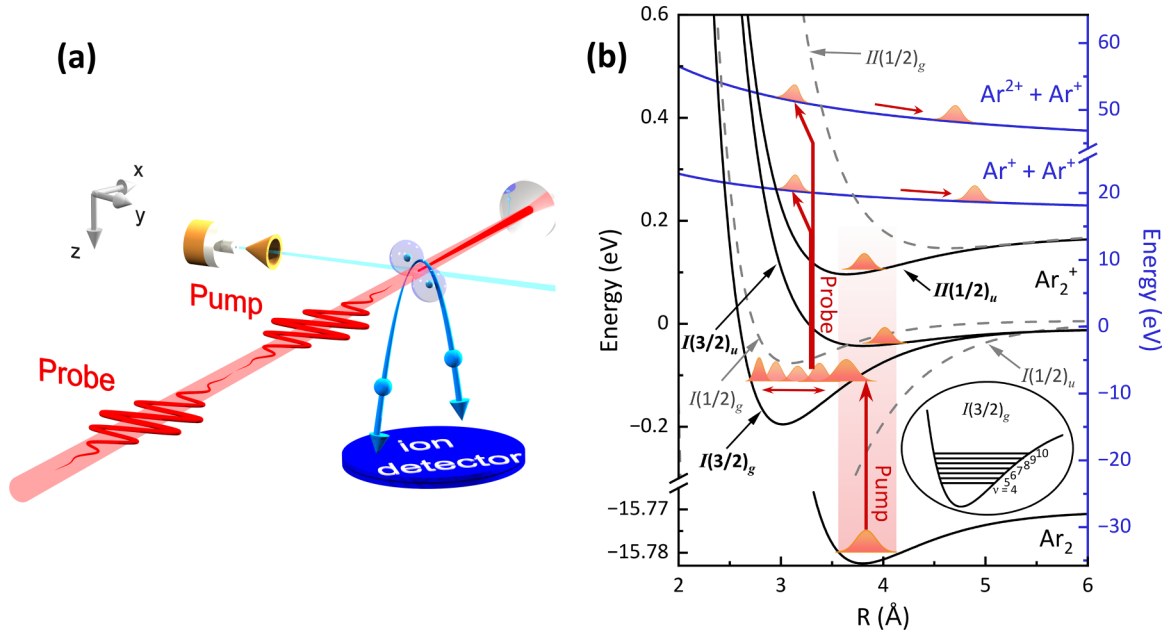 (a)
x
y
z
Pump
Probe
ion
detector
(b)
Energy (eV)
0.6
0.4
0.2
0
−0.2
−15.77
−15.78
2
3
4
5
6
R (Å)
60
50
40
30
20
10
0
−10
−20
−30
Energy (eV)
II(1/2)g
Ar2+ + Ar+
Ar+ + Ar+
Ar2+
II(1/2)u
Probe
I(3/2)u
I(1/2)g
I(1/2)u
I(3/2)g
I(3/2)g
5 6 7 8 9 10
ν = 4
Pump
Ar2